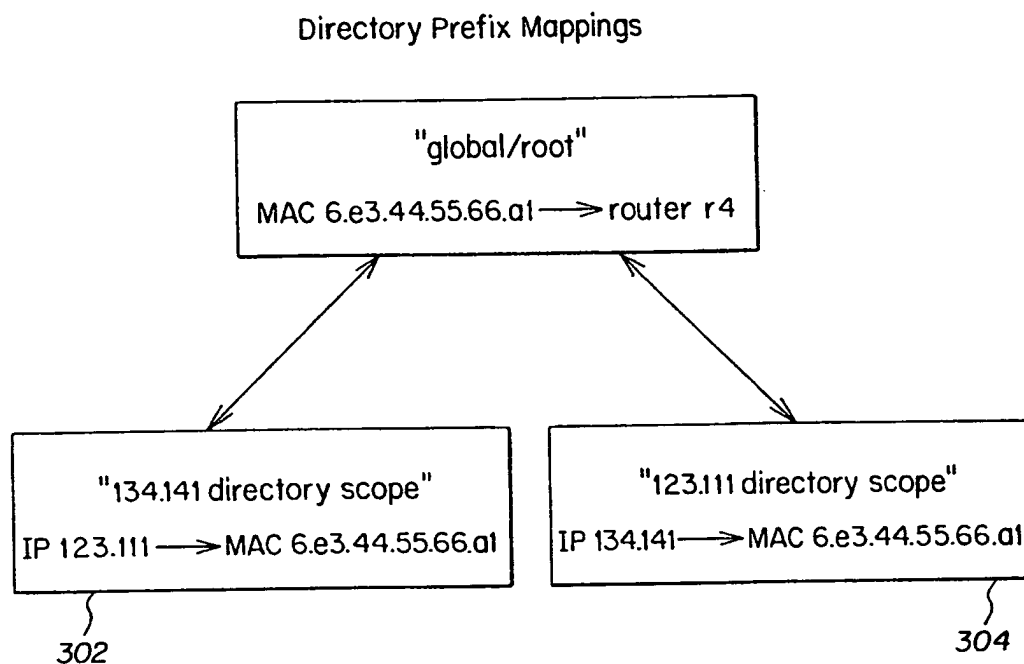 Directory Prefix Mappings
"global/root"
MAC 6.e3.44.55.66.a1 → router r4
"134.141 directory scope"
IP 123.111 → MAC 6.e3.44.55.66.a1
302
"123.111 directory scope"
IP 134.141 → MAC 6.e3.44.55.66.a1
304